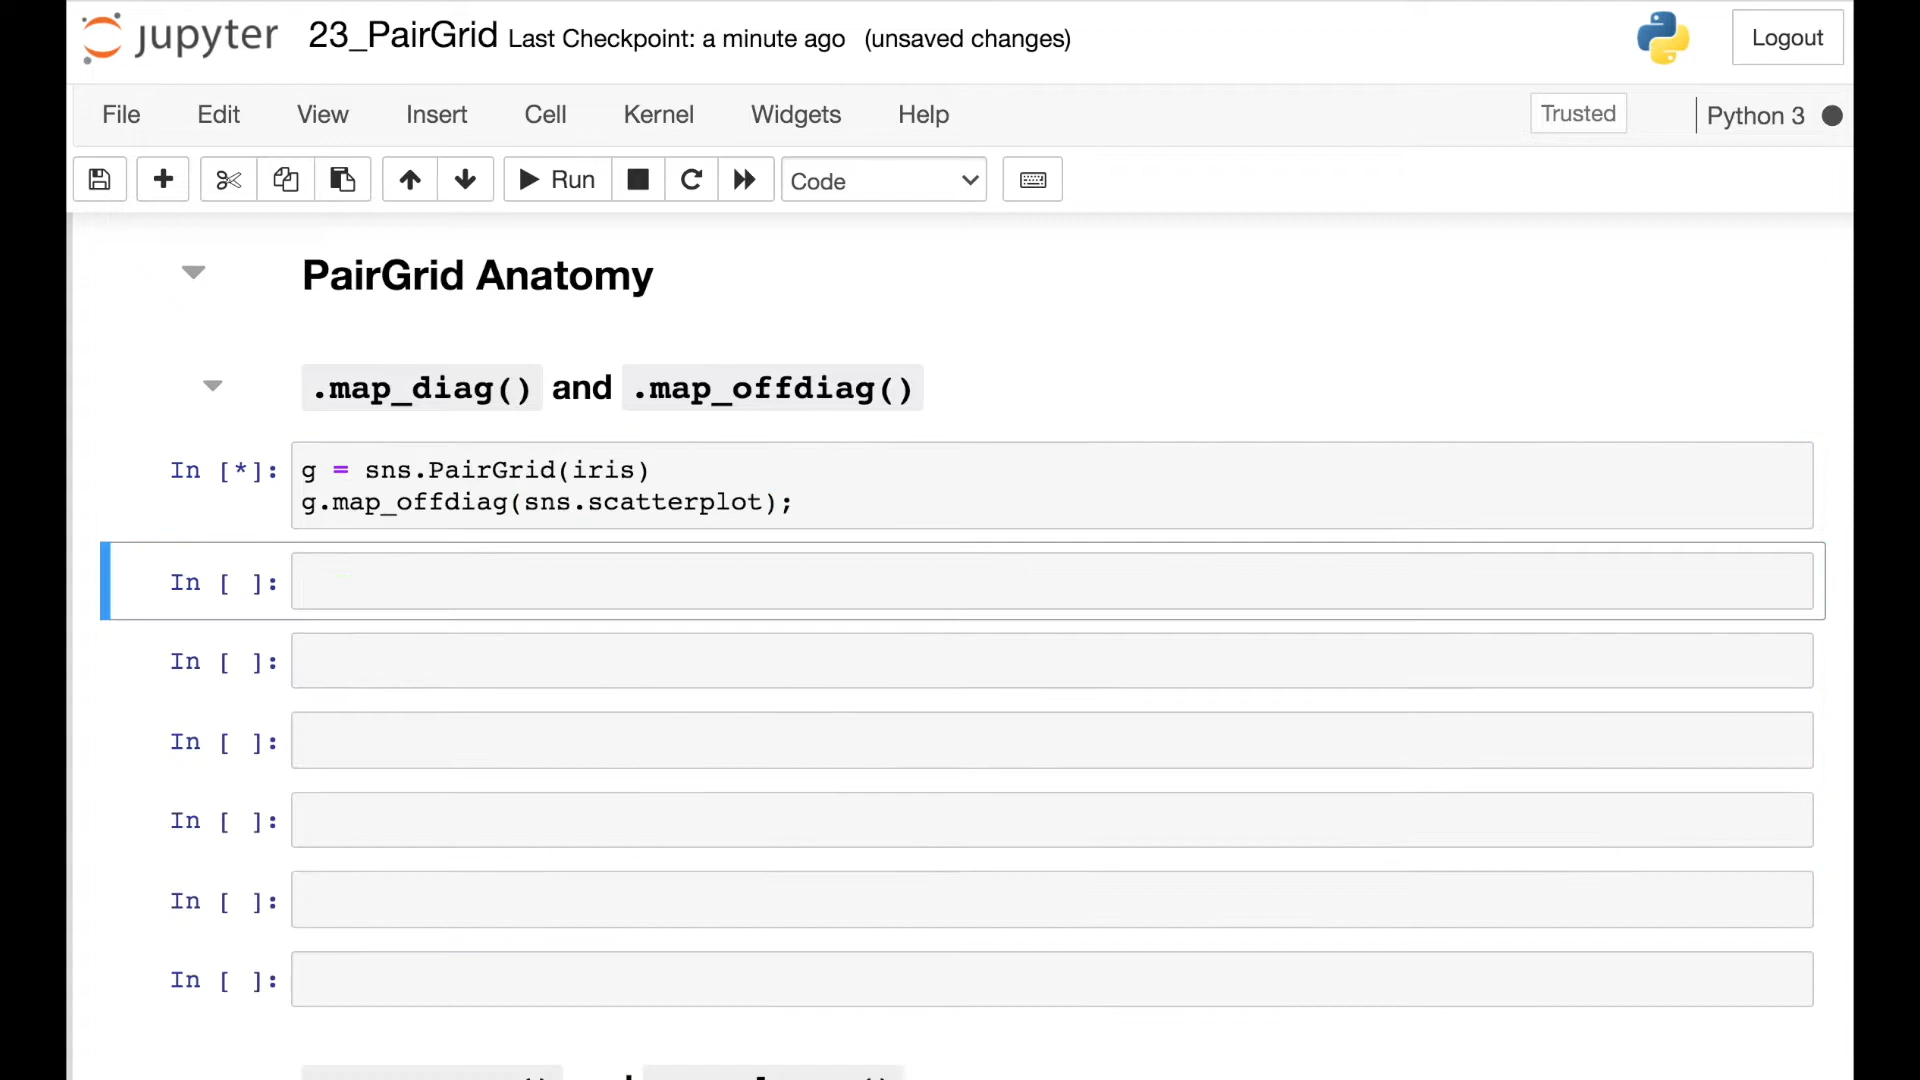 jupyter 23_PairGrid Last Checkpoint: a minute ago (unsaved changes) Logout
File Edit View Insert Cell Kernel Widgets Help Trusted Python 3
Run Code
PairGrid Anatomy
.map_diag() and .map_offdiag()
In [*]: g = sns.PairGrid(iris)
g.map_offdiag(sns.scatterplot);
In [ ]:
In [ ]:
In [ ]:
In [ ]:
In [ ]:
In [ ]: